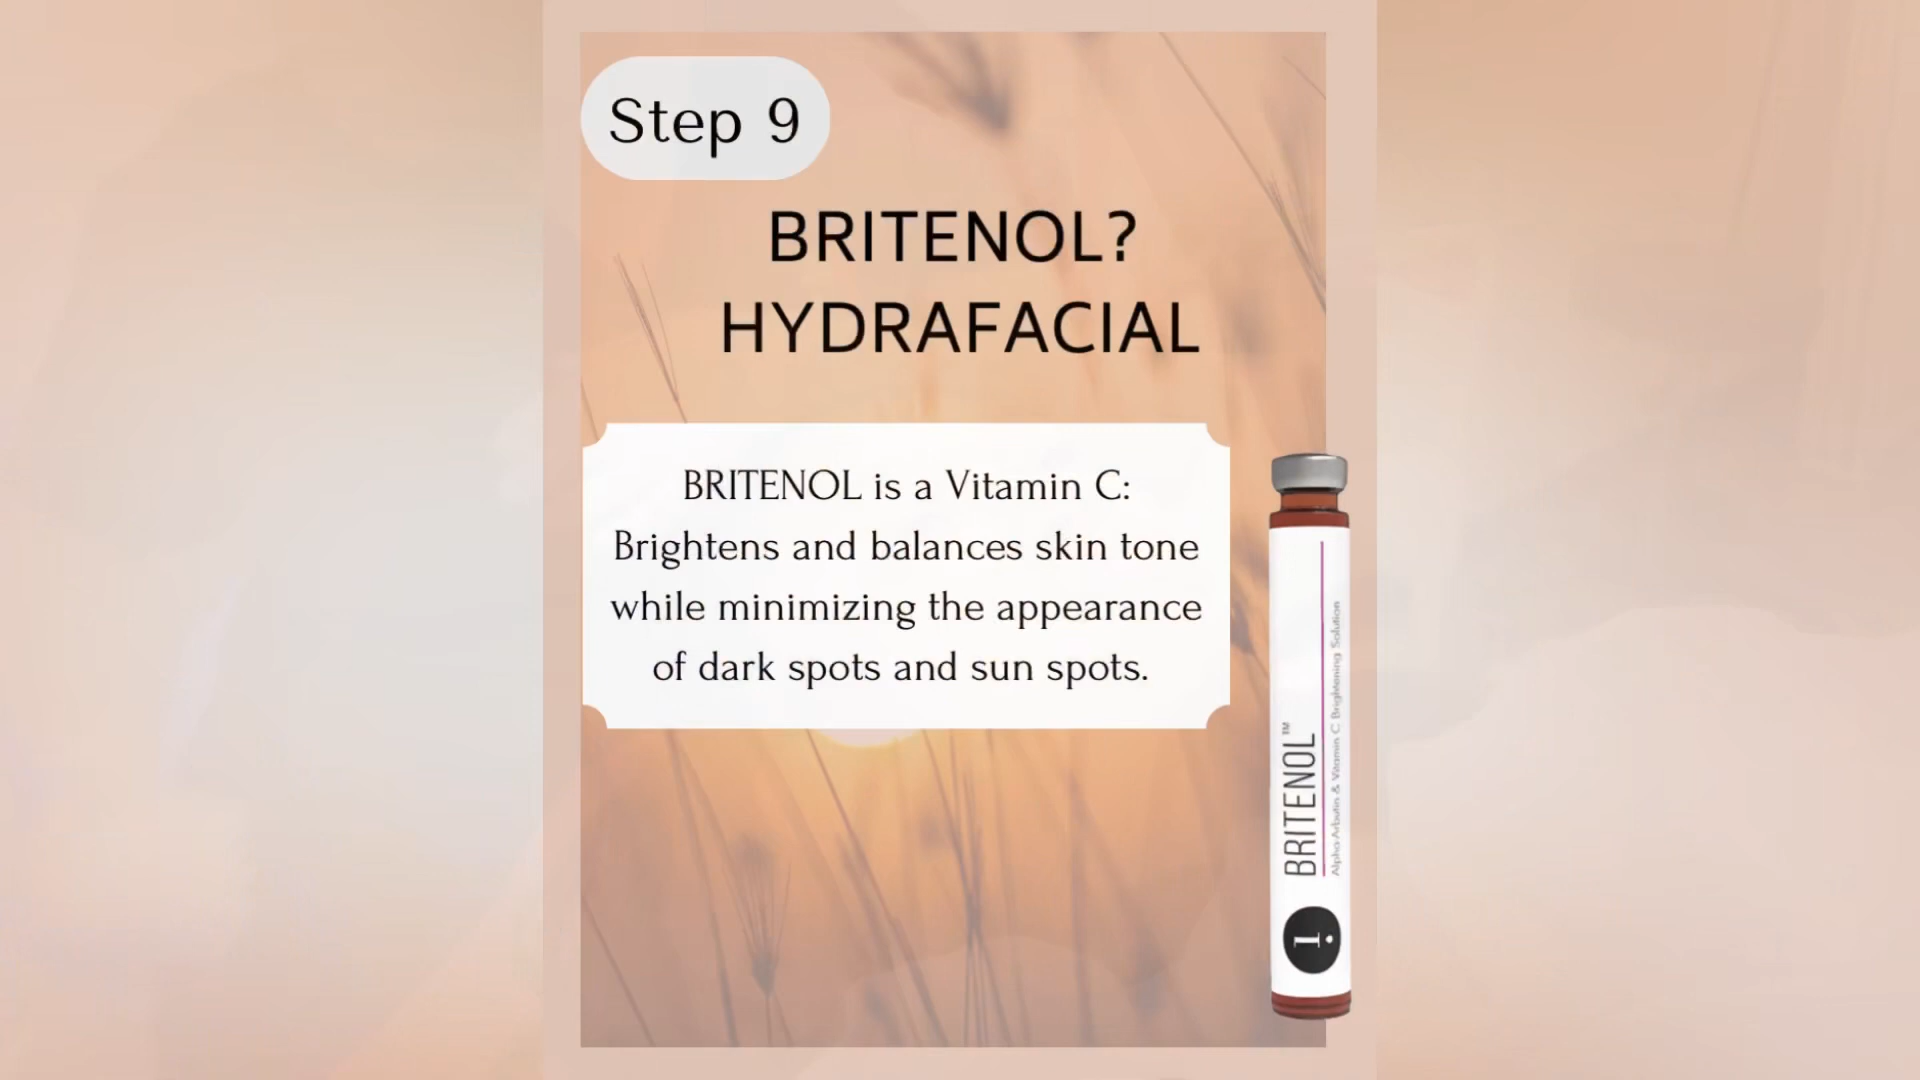 Step 9
BRITENOL?
HYDRAFACIAL
BRITENOL is a Vitamin C:
Brightens and balances skin tone
while minimizing the appearance
of dark spots and sun spots.
BRITENOL™
Alpha-Arbutin & Vitamin C Brightening Solution
i.